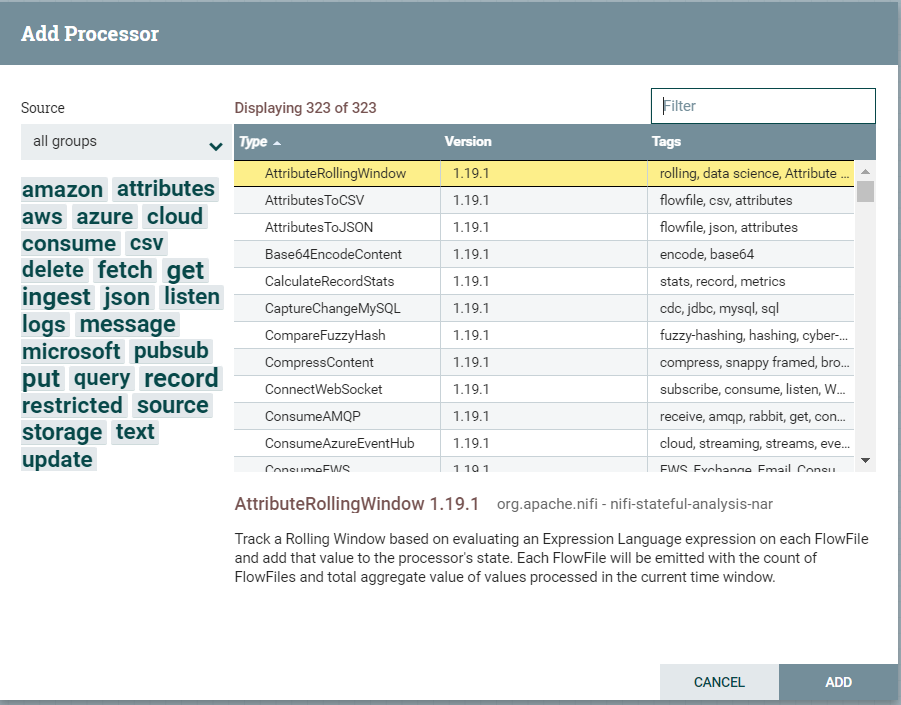 Add Processor
Source
Displaying 323 of 323
Filter
all groups
Type Version Tags
amazon attributes
aws azure cloud
consume csv
delete fetch get
ingest json listen
logs message
microsoft pubsub
put query record
restricted source
storage text
update
AttributeRollingWindow 1.19.1 rolling, data science, Attribute ...
AttributesToCSV 1.19.1 flowfile, csv, attributes
AttributesToJSON 1.19.1 flowfile, json, attributes
Base64EncodeContent 1.19.1 encode, base64
CalculateRecordStats 1.19.1 stats, record, metrics
CaptureChangeMySQL 1.19.1 cdc, jdbc, mysql, sql
CompareFuzzyHash 1.19.1 fuzzy-hashing, hashing, cyber-...
CompressContent 1.19.1 compress, snappy framed, bro...
ConnectWebSocket 1.19.1 subscribe, consume, listen, W...
ConsumeAMQP 1.19.1 receive, amqp, rabbit, get, con...
ConsumeAzureEventHub 1.19.1 cloud, streaming, streams, eve...
ConsumeEWS 1.19.1 EWS, Exchange, Email, Consu...
AttributeRollingWindow 1.19.1 org.apache.nifi - nifi-stateful-analysis-nar
Track a Rolling Window based on evaluating an Expression Language expression on each FlowFile
and add that value to the processor's state. Each FlowFile will be emitted with the count of
FlowFiles and total aggregate value of values processed in the current time window.
CANCEL ADD